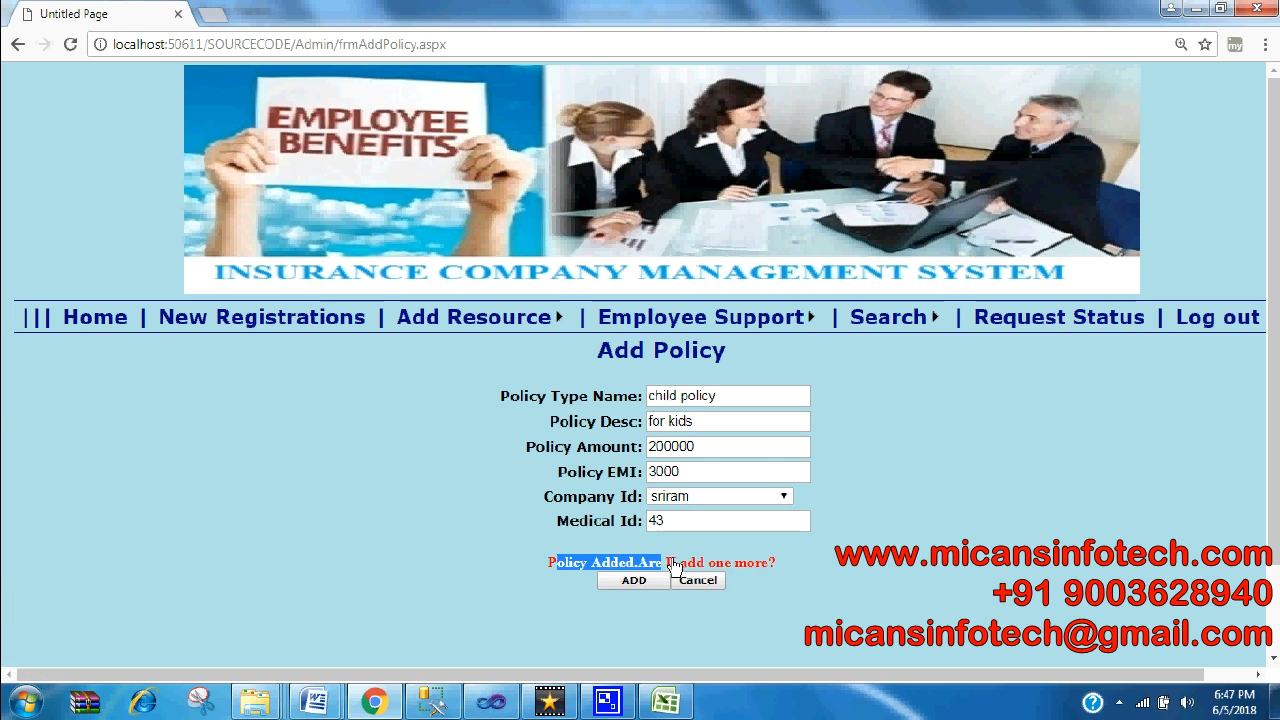 Untitled Page
localhost:50611/SOURCECODE/Admin/frmAddPolicy.aspx
my
EMPLOYEE
BENEFITS
INSURANCE COMPANY MANAGEMENT SYSTEM
||| Home | New Registrations | Add Resource | Employee Support | Search | Request Status | Log out
Add Policy
Policy Type Name: child policy
Policy Desc: for kids
Policy Amount: 200000
Policy EMI: 3000
Company Id: sriram
Medical Id: 43
Policy Added.Are add one more?
ADD Cancel
www.micansinfotech.com
+91 9003628940
micansinfotech@gmail.com
6:47 PM
6/5/2018